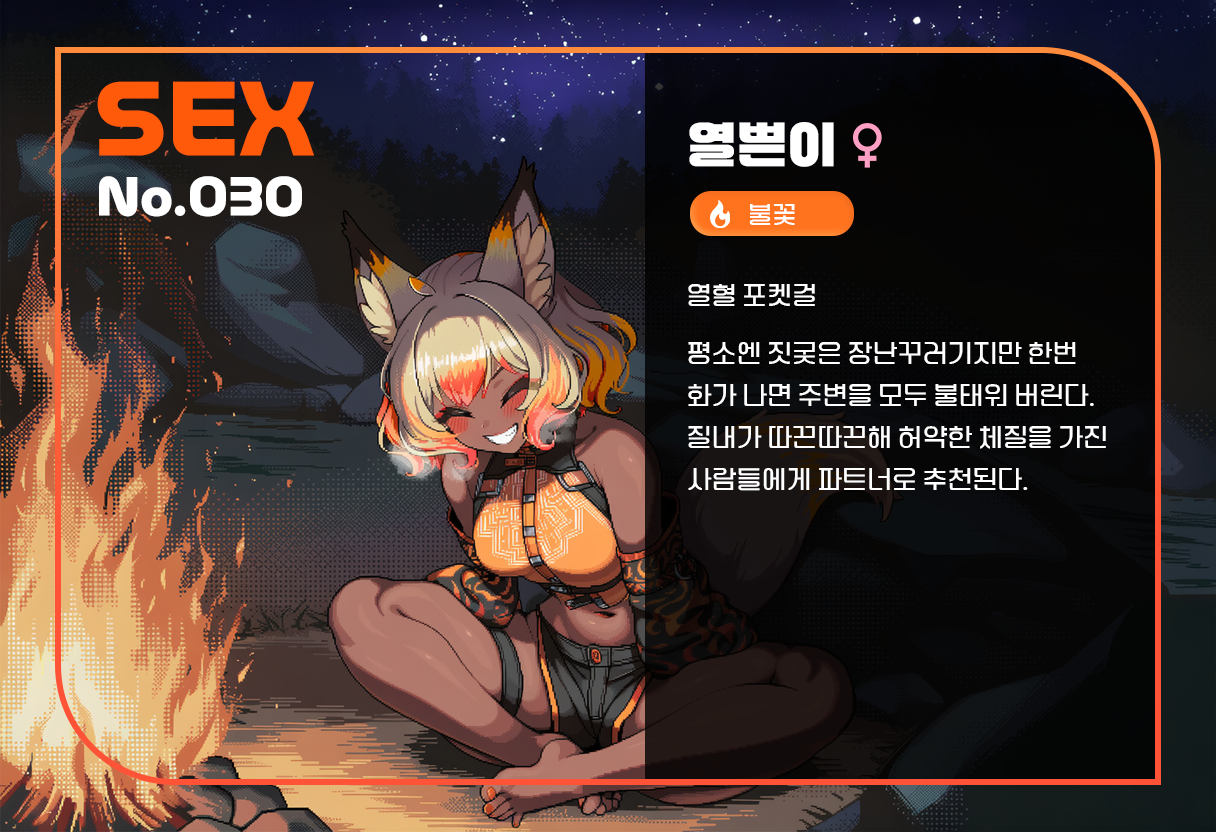 SEX
No.030
열쁜이 ♀
불꽃
열혈 포켓걸
평소엔 짓궂은 장난꾸러기지만 한번
화가 나면 주변을 모두 불태워 버린다.
질내가 따끈따끈해 허약한 체질을 가진
사람들에게 파트너로 추천된다.